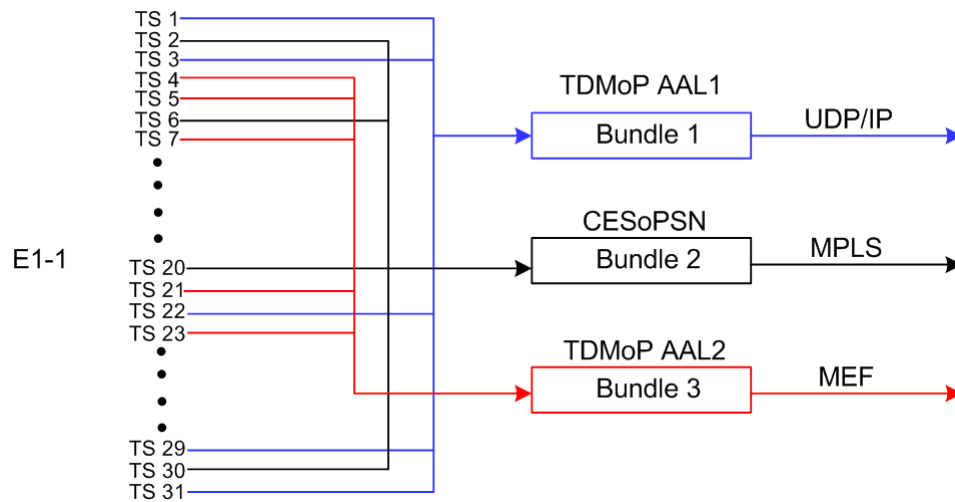 TS 1
TS 2
TS 3
TS 4
TS 5
TS 6
TS 7
E1-1
TS 20
TS 21
TS 22
TS 23
TS 29
TS 30
TS 31
TDMoP AAL1
Bundle 1
UDP/IP
CESoPSN
Bundle 2
MPLS
TDMoP AAL2
Bundle 3
MEF